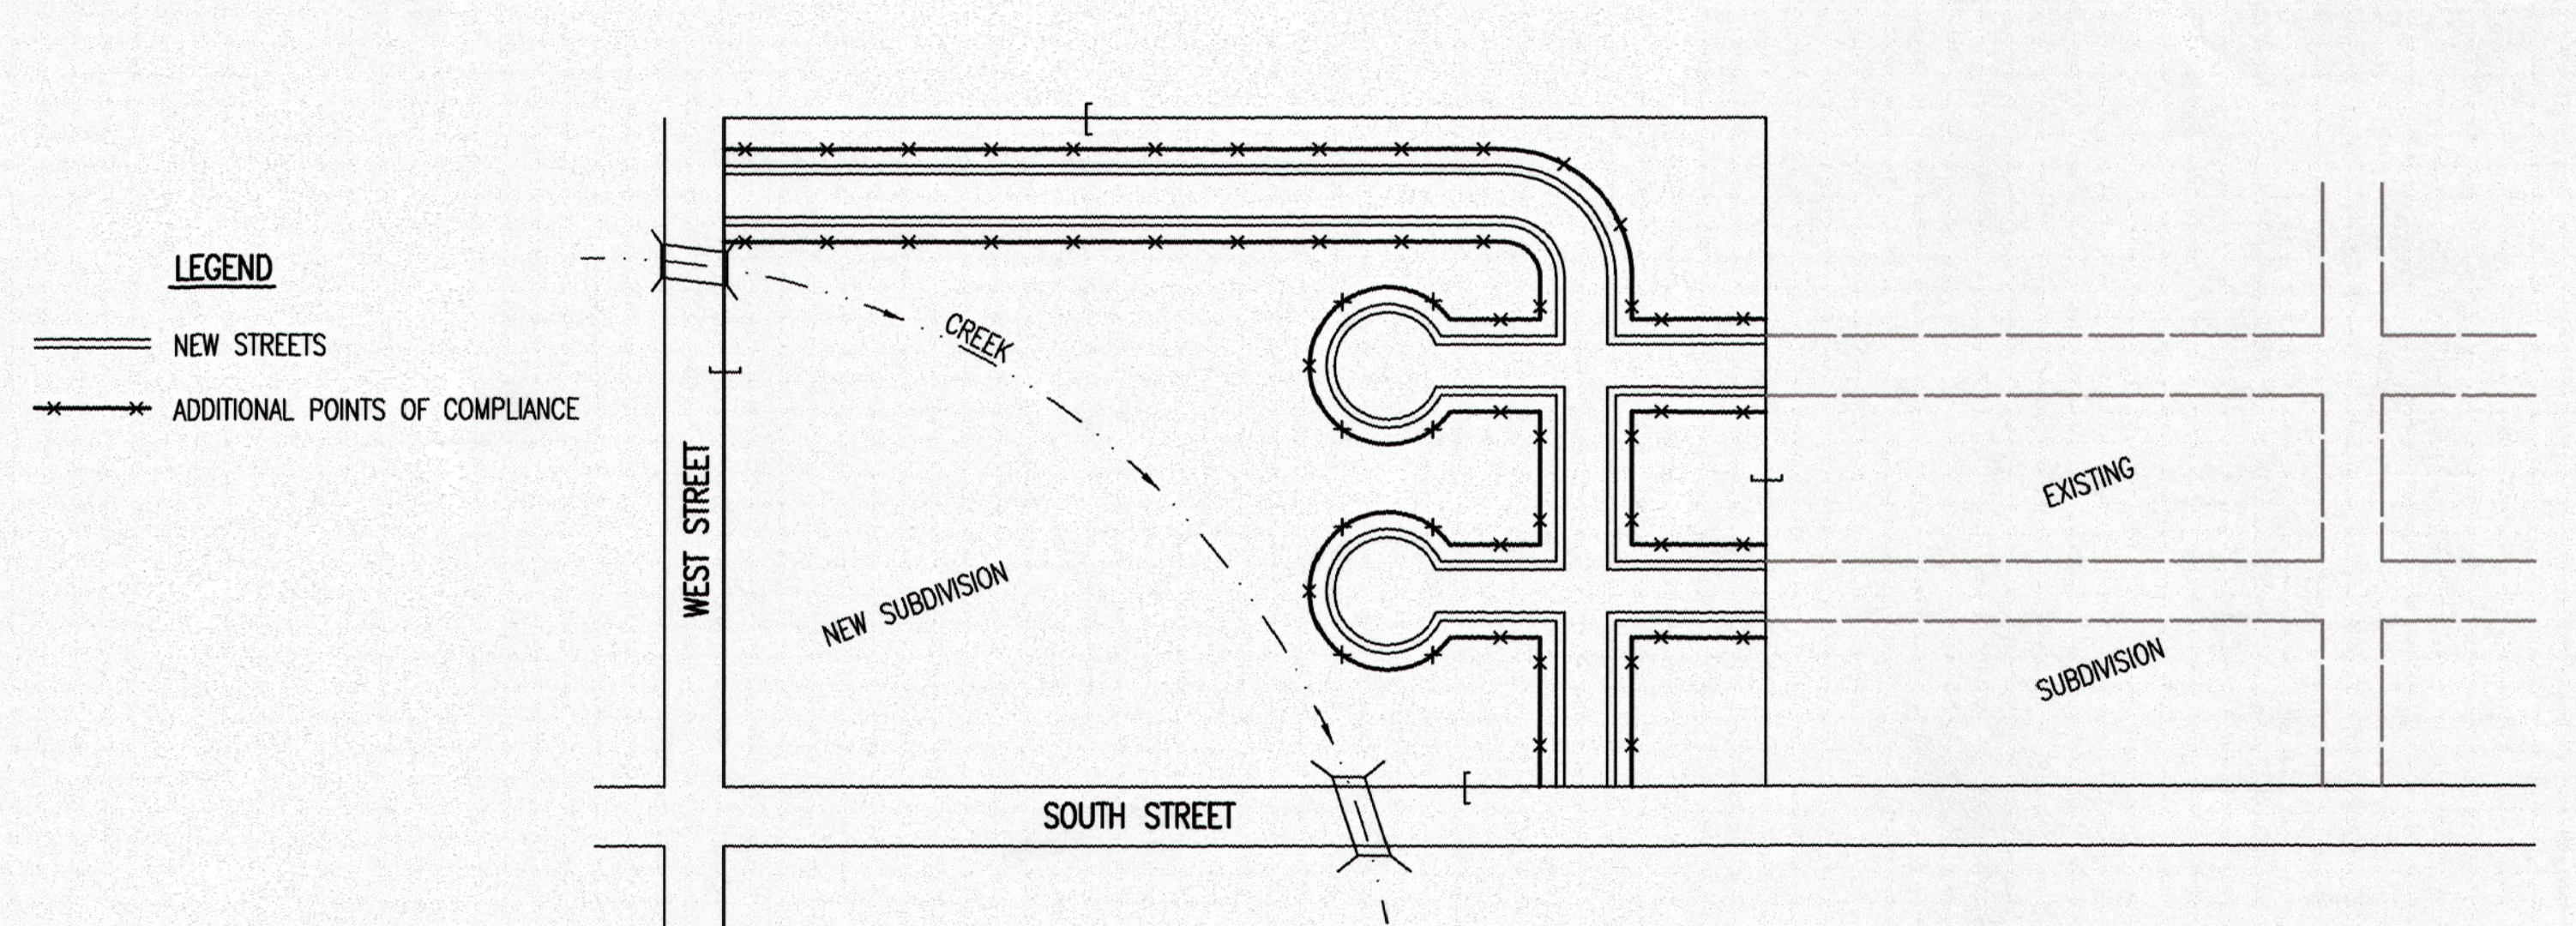 LEGEND
NEW STREETS
ADDITIONAL POINTS OF COMPLIANCE
WEST STREET
CREEK
NEW SUBDIVISION
SOUTH STREET
EXISTING
SUBDIVISION